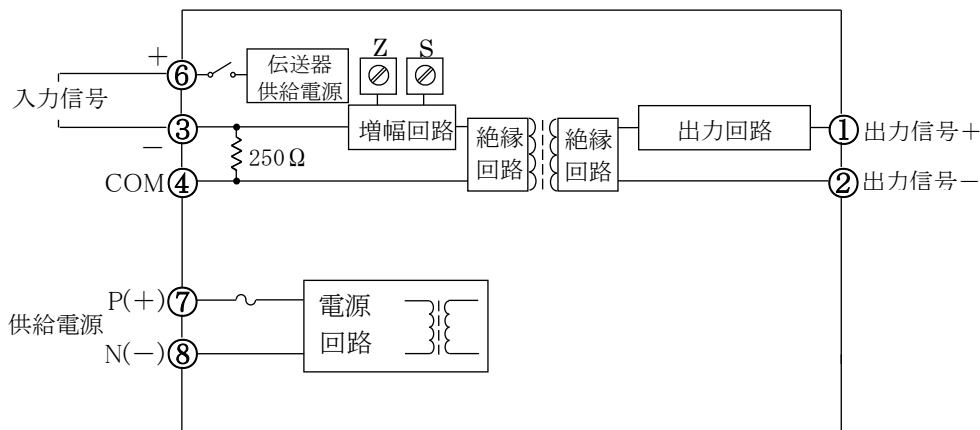 +
⑥
入力信号
③
−
COM ④
伝送器
供給電源
Z
S
増幅回路
250Ω
絶縁
回路
絶縁
回路
出力回路
① 出力信号+
② 出力信号−
供給電源
P(+) ⑦
N(−) ⑧
電源
回路